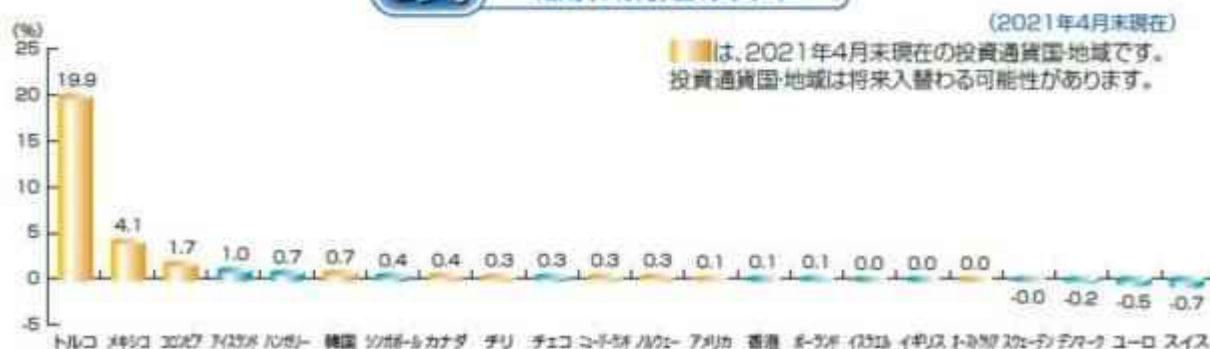 (2021年4月末現在)
は、2021年4月末現在の投資通貨国・地域です。
投資通貨国・地域は将来入替わる可能性があります。
(%)
25
20
15
10
5
0
-5
19.9 4.1 1.7 1.0 0.7 0.7 0.4 0.4 0.3 0.3 0.3 0.3 0.1 0.1 0.1 0.0 0.0 0.0 -0.0 -0.2 -0.5 -0.7
トルコ メキシコ コロンビア アイスランド ハンガリー 韓国 シンガポール カナダ チリ チェコ ニュージーランド ノルウェー アメリカ 香港 ポーランド イスラエル イギリス オーストラリア スウェーデン デンマーク ユーロ スイス